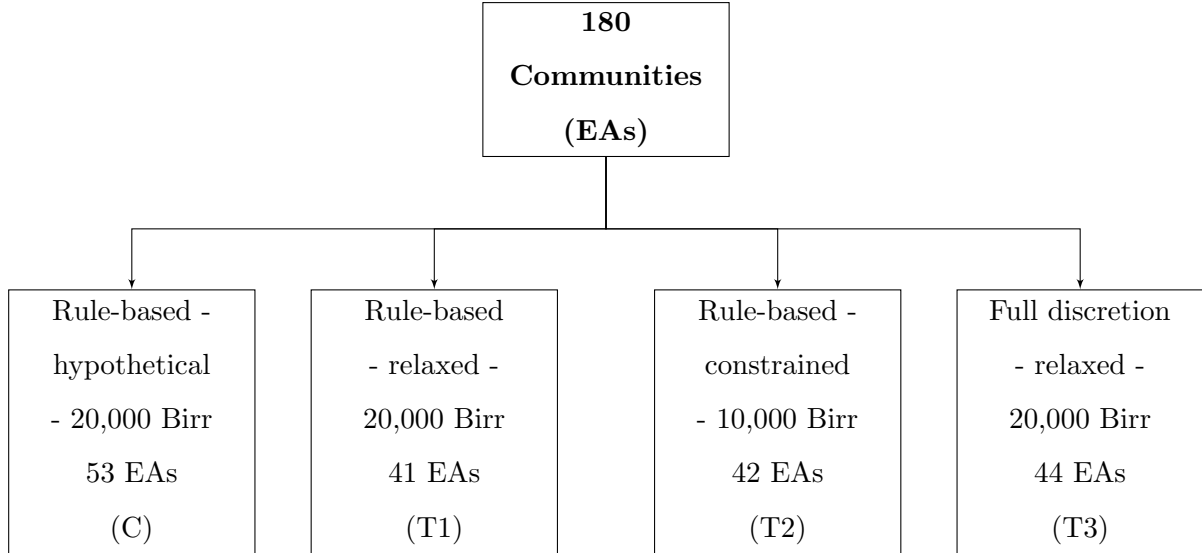 180
Communities
(EAs)
Rule-based -
hypothetical
- 20,000 Birr
53 EAs
(C)
Rule-based
- relaxed -
20,000 Birr
41 EAs
(T1)
Rule-based -
constrained
- 10,000 Birr
42 EAs
(T2)
Full discretion
- relaxed -
20,000 Birr
44 EAs
(T3)